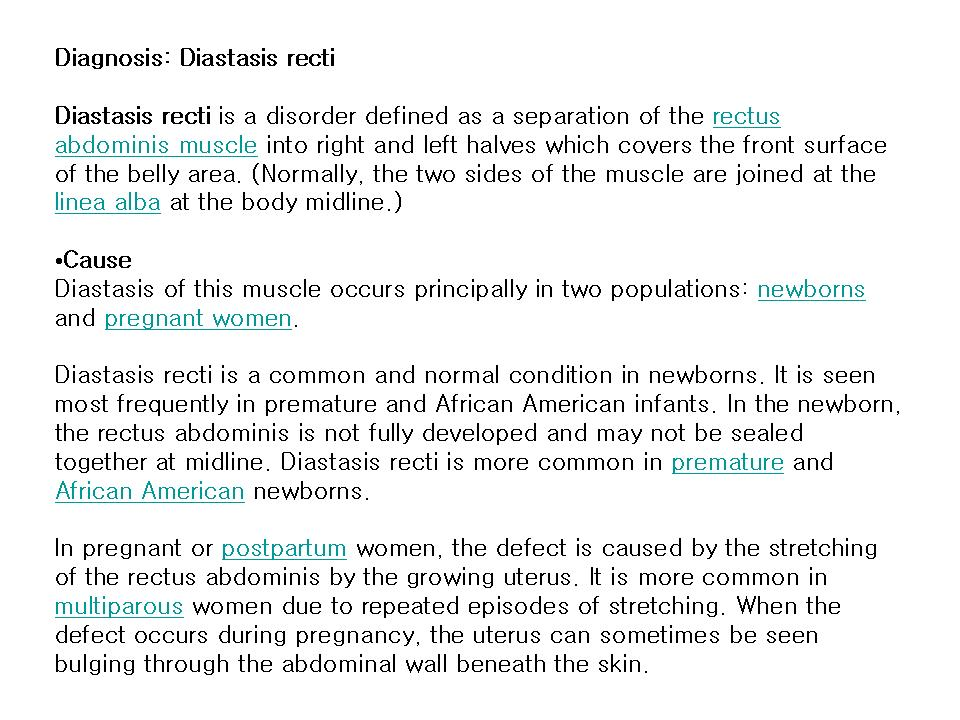 Diagnosis: Diastasis recti
Diastasis recti is a disorder defined as a separation of the rectus
abdominis muscle into right and left halves which covers the front surface
of the belly area. (Normally, the two sides of the muscle are joined at the
linea alba at the body midline.)
•Cause
Diastasis of this muscle occurs principally in two populations: newborns
and pregnant women.
Diastasis recti is a common and normal condition in newborns. It is seen
most frequently in premature and African American infants. In the newborn,
the rectus abdominis is not fully developed and may not be sealed
together at midline. Diastasis recti is more common in premature and
African American newborns.
In pregnant or postpartum women, the defect is caused by the stretching
of the rectus abdominis by the growing uterus. It is more common in
multiparous women due to repeated episodes of stretching. When the
defect occurs during pregnancy, the uterus can sometimes be seen
bulging through the abdominal wall beneath the skin.